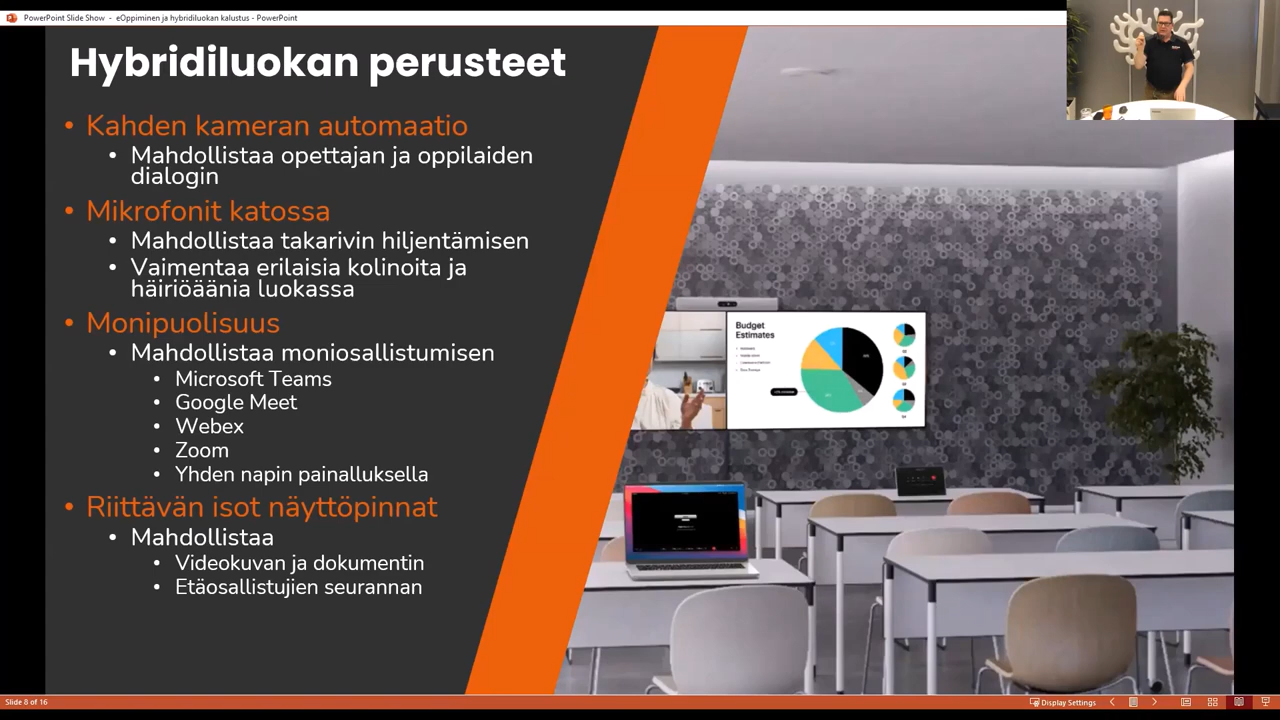 PowerPoint Slide Show - eOppiminen ja hybridiluokan kalustus - PowerPoint
Hybridiluokan perusteet
• Kahden kameran automaatio
• Mahdollistaa opettajan ja oppilaiden
dialogin
• Mikrofonit katossa
• Mahdollistaa takarivin hiljentämisen
• Vaimentaa erilaisia kolinoita ja
häiriöääniä luokassa
• Monipuolisuus
• Mahdollistaa moniosallistumisen
• Microsoft Teams
• Google Meet
• Webex
• Zoom
• Yhden napin painalluksella
• Riittävän isot näyttöpinnat
• Mahdollistaa
• Videokuvan ja dokumentin
• Etäosallistujien seurannan
Budget
Estimates
Slide 8 of 16
Display Settings